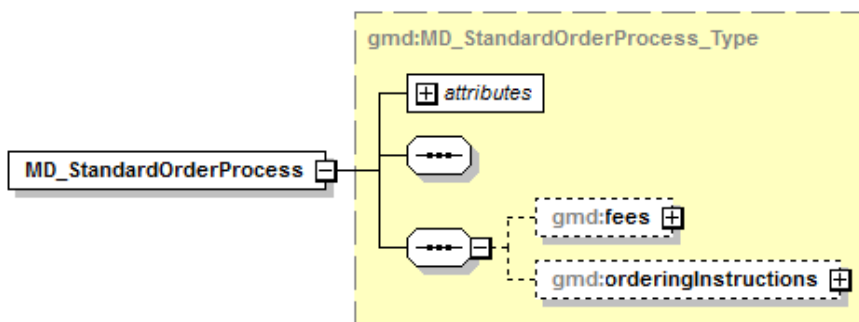 gmd:MD_StandardOrderProcess_Type
attributes
MD_StandardOrderProcess
gmd:fees
gmd:orderingInstructions